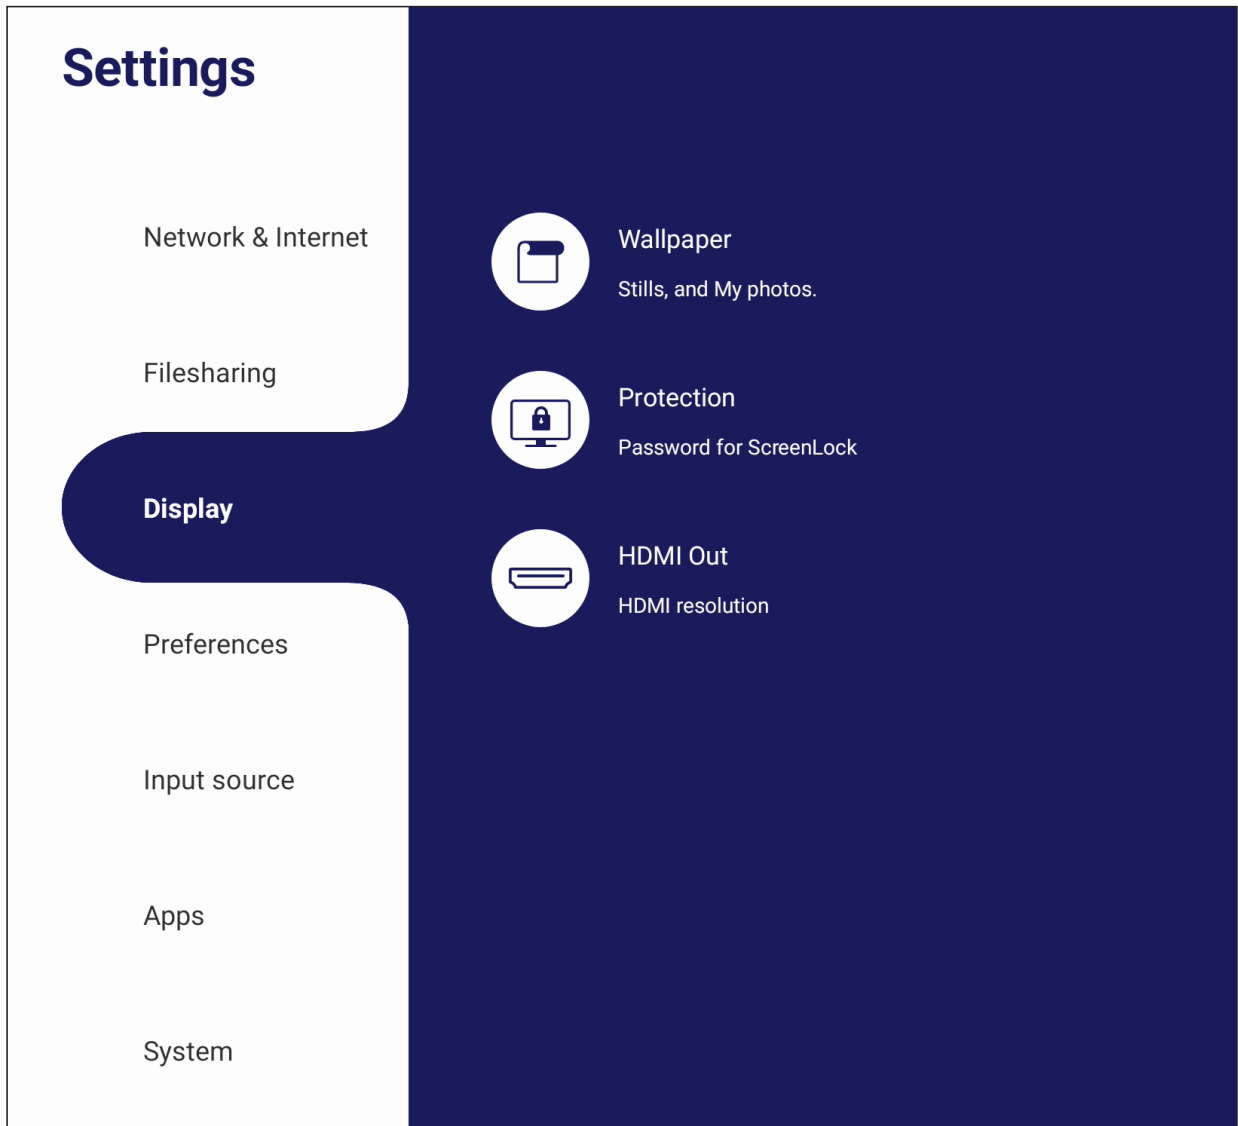 Settings
Network & Internet
Filesharing
Display
Preferences
Input source
Apps
System
Wallpaper
Stills, and My photos.
Protection
Password for ScreenLock
HDMI Out
HDMI resolution